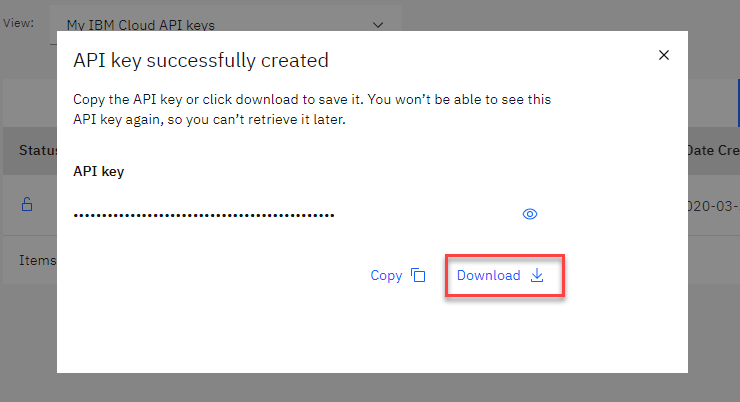 View:
My IBM Cloud API keys
API key successfully created
Copy the API key or click download to save it. You won't be able to see this
API key again, so you can't retrieve it later.
Status
Date Cre
API key
••••••••••••••••••••••••••••••••••••••••••••
020-03-
Items
Copy
Download